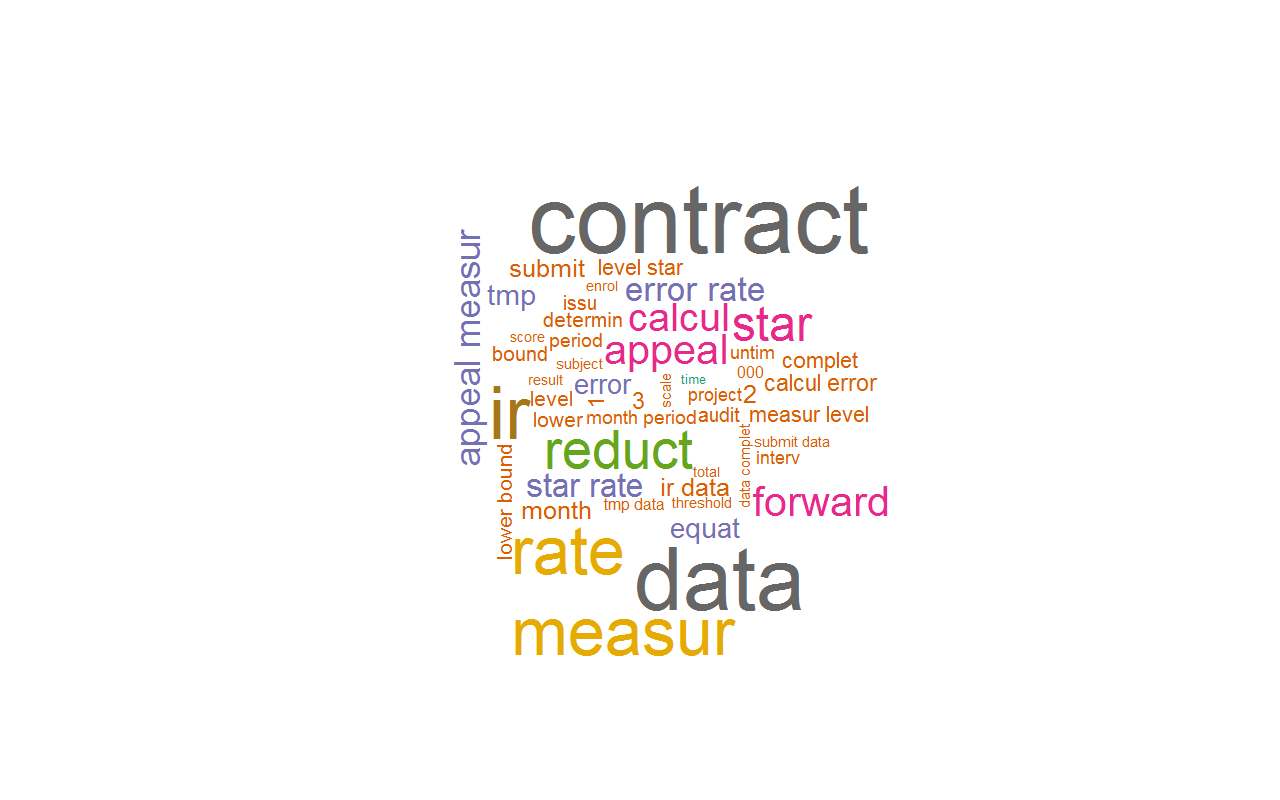 contract
appeal measur
submit
level star
enrol
tmp
error rate
issu
determin
calcul
star
score
period
appeal
bound
untim
complet
subject
000
result
error
scale
time
calcul error
level
1
3
project
2
ir
lower
month period
audit
measur level
reduct
data complet
submit data
interv
lower bound
total
star rate
ir data
tmp data
threshold
forward
month
equat
rate
data
measur